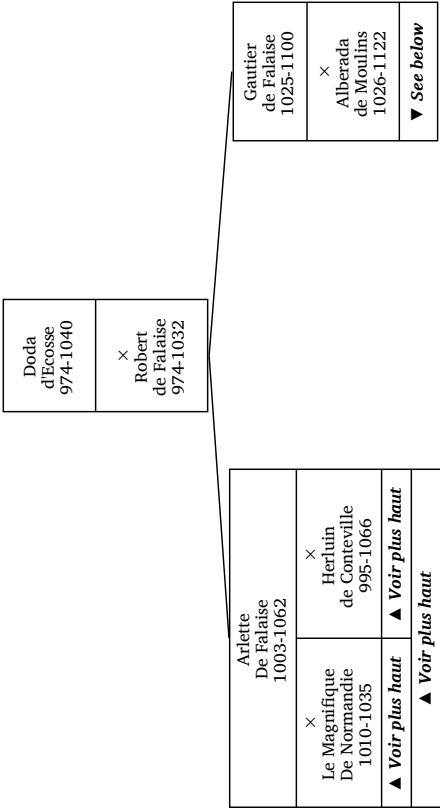 Doda
d'Ecosse
974-1040
×
Robert
de Falaise
974-1032
Arlette
De Falaise
1003-1062
×
Le Magnifique
De Normandie
1010-1035
▲ Voir plus haut
×
Herluin
de Conteville
995-1066
▲ Voir plus haut
▲ Voir plus haut
Gautier
de Falaise
1025-1100
×
Alberada
de Moulins
1026-1122
▼ See below